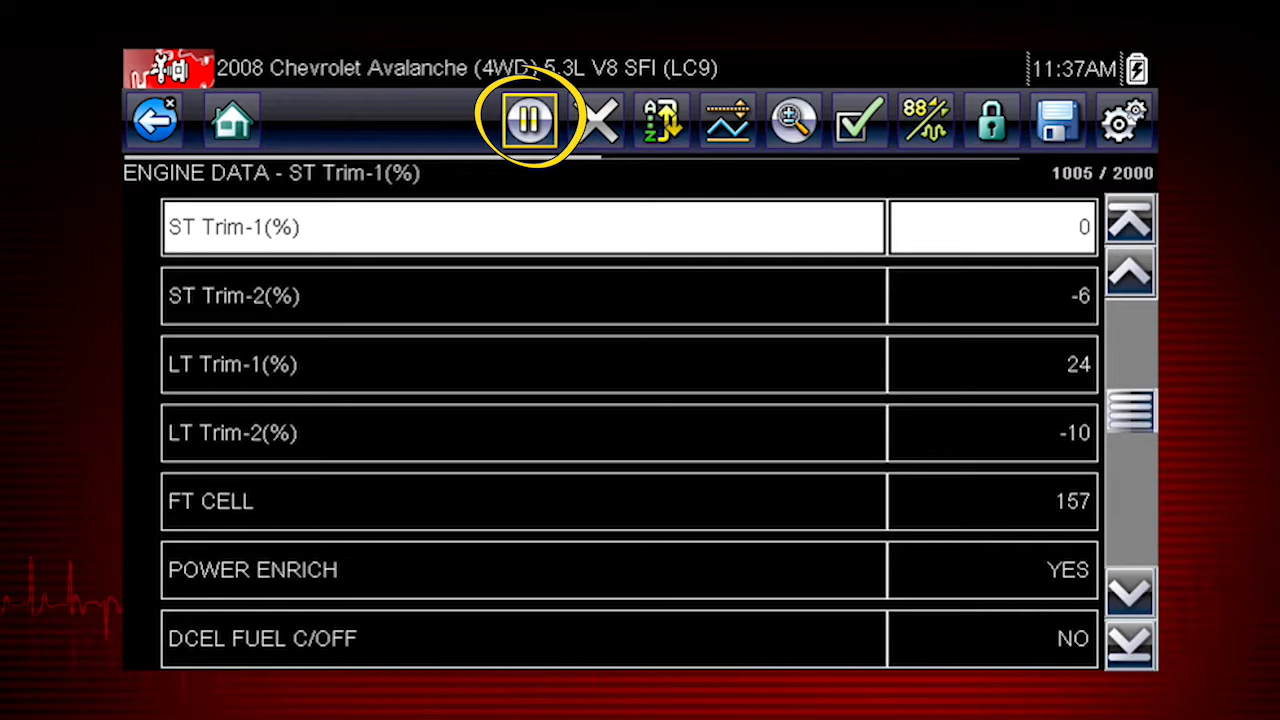 2008 Chevrolet Avalanche (4WD) 5.3L V8 SFI (LC9) 11:37AM
A Z 88
ENGINE DATA - ST Trim-1(%) 1005 / 2000
ST Trim-1(%) 0
ST Trim-2(%) -6
LT Trim-1(%) 24
LT Trim-2(%) -10
FT CELL 157
POWER ENRICH YES
DCEL FUEL C/OFF NO